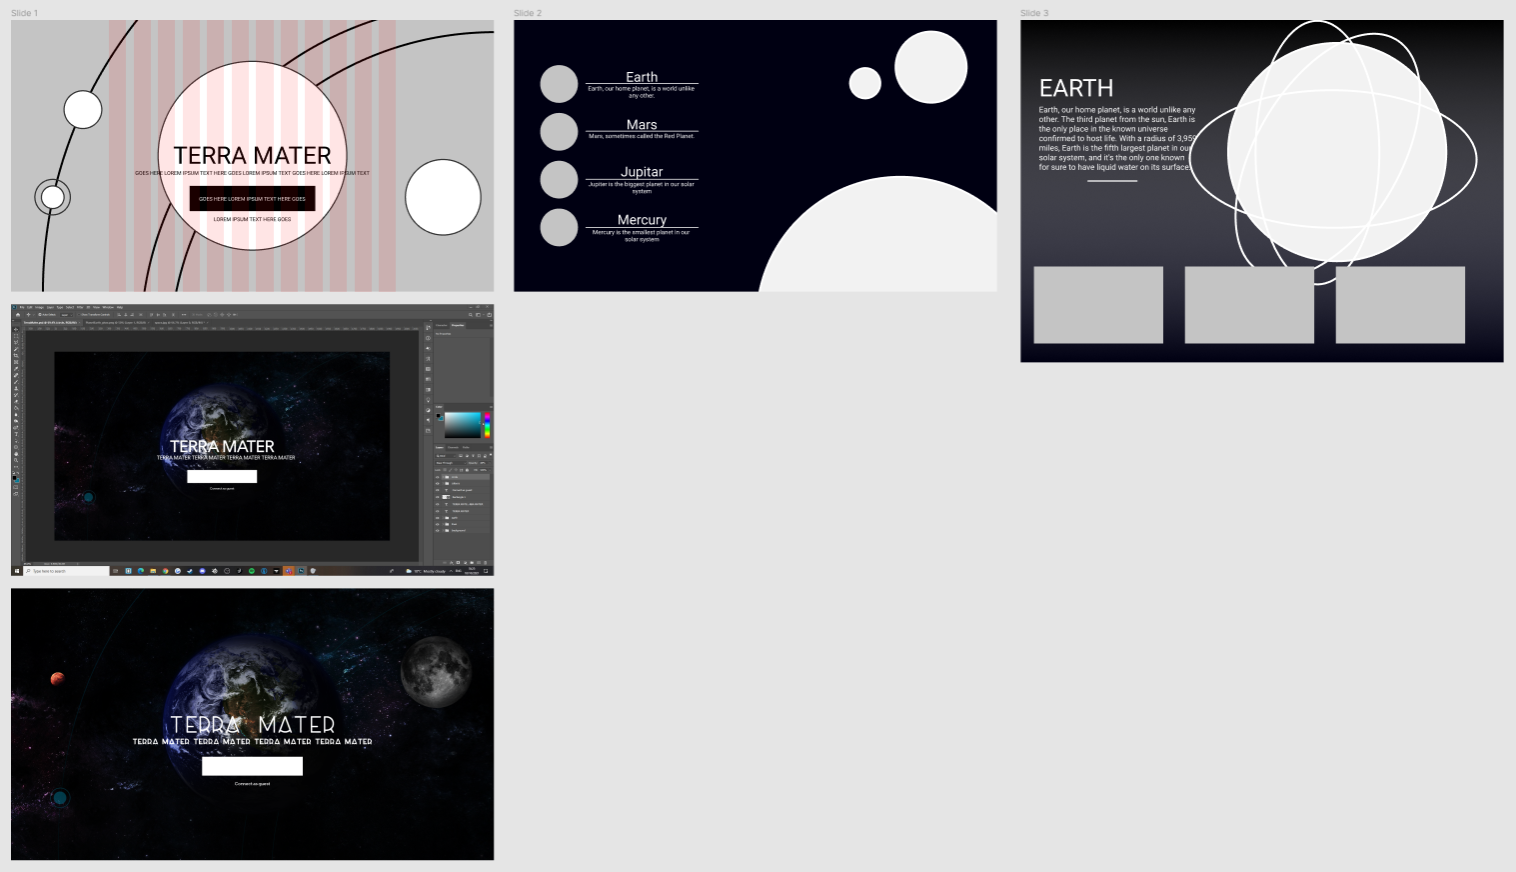 Slide 1
TERRA MATER
GOES HERE LOREM IPSUM TEXT HERE GOES LOREM IPSUM TEXT GOES HERE LOREM IPSUM TEXT
GOES HERE LOREM IPSUM TEXT HERE GOES
LOREM IPSUM TEXT HERE GOES
Slide 2
Earth
Earth, our home planet, is a world unlike
any other.
Mars
Mars, sometimes called the Red Planet.
Jupitar
Jupiter is the biggest planet in our solar
system
Mercury
Mercury is the smallest planet in our
solar system
Slide 3
EARTH
Earth, our home planet, is a world unlike any
other. The third planet from the sun, Earth is
the only place in the known universe
confirmed to host life. With a radius of 3,959
miles, Earth is the fifth largest planet in our
solar system, and it's the only one known
for sure to have liquid water on its surface.
TERRA MATER
TERRA MATER TERRA MATER TERRA MATER TERRA MATER
Connect as guest
Type here to search
TERRA MATER
TERRA MATER TERRA MATER TERRA MATER TERRA MATER
Connect as guest